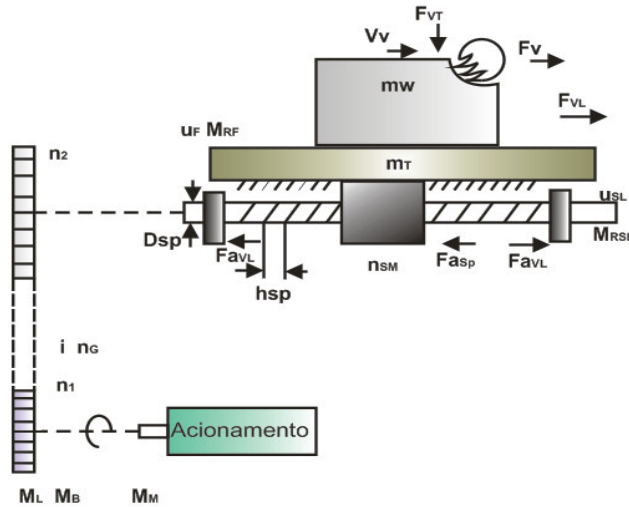 FVT
Vv
Fv
mw
FVL
uF MRF
n2
mT
uSL
Dsp
MRSL
FaVL
nSM
FaSp
FaVL
hsp
i nG
n1
Acionamento
ML MB MM